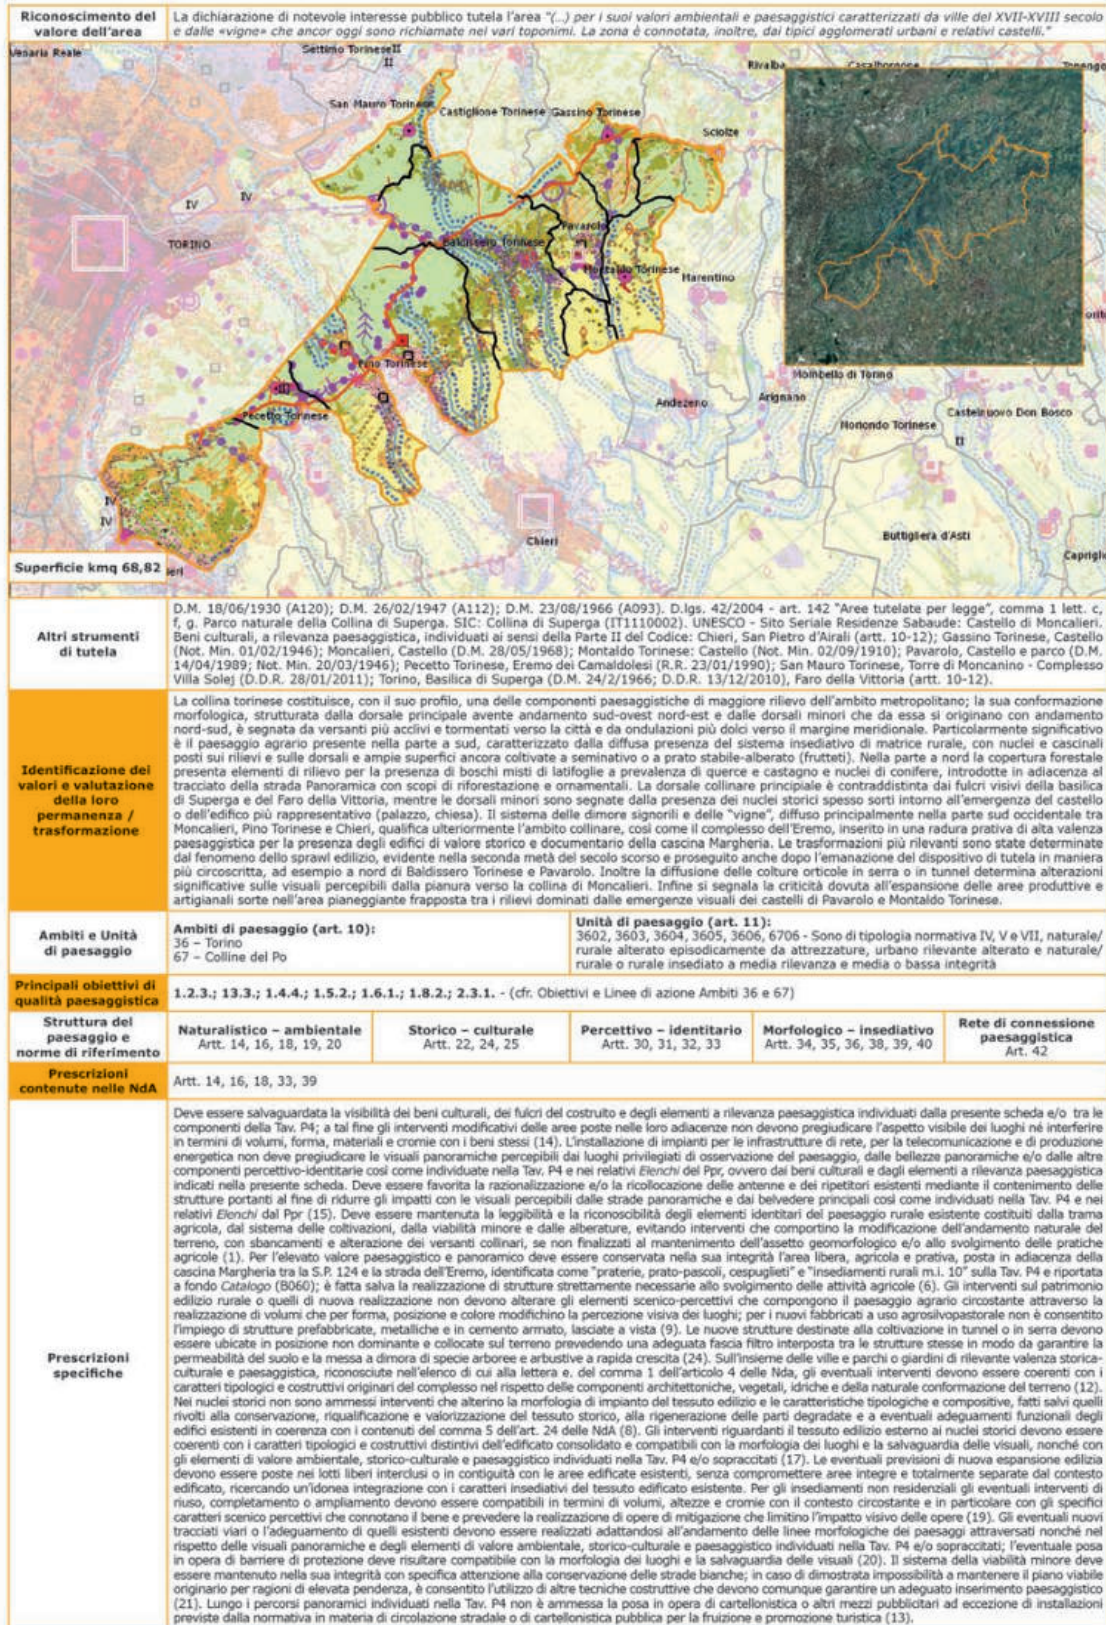 Riconoscimento del
valore dell'area
La dichiarazione di notevole interesse pubblico tutela l'area "(...) per i suoi valori ambientali e paesaggistici caratterizzati da ville del XVII-XVIII secolo
e dalle «vigne» che ancor oggi sono richiamate nei vari toponimi. La zona è connotata, inoltre, dai tipici agglomerati urbani e relativi castelli."
Venaria Reale
Settimo Torinese
II
II
Rivalba
Casalborgone
San Mauro Torinese
Castiglione Torinese
Gassino Torinese
Sciolze
IV
IV
TORINO
Baldissero Torinese
Pavarolo
Montaldo Torinese
Marentino
Pino Torinese
III
Pecetto Torinese
Mombello di Torino
Andezeno
Arignano
Castelnuovo Don Bosco
Moriondo Torinese
II
IV
IV
Chieri
Buttigliera d'Asti
Capriglio
Superficie kmq 68,82
Altri strumenti
di tutela
D.M. 18/06/1930 (A120); D.M. 26/02/1947 (A112); D.M. 23/08/1966 (A093). D.lgs. 42/2004 - art. 142 "Aree tutelate per legge", comma 1 lett. c,
f, g. Parco naturale della Collina di Superga. SIC: Collina di Superga (IT1110002). UNESCO - Sito Seriale Residenze Sabaude: Castello di Moncalieri.
Beni culturali, a rilevanza paesaggistica, individuati ai sensi della Parte II del Codice: Chieri, San Pietro d'Airali (artt. 10-12); Gassino Torinese, Castello
(Not. Min. 01/02/1946); Moncalieri, Castello (D.M. 28/05/1968); Montaldo Torinese: Castello (Not. Min. 02/09/1910); Pavarolo, Castello e parco (D.M.
14/04/1989; Not. Min. 20/03/1946); Pecetto Torinese, Eremo dei Camaldolesi (R.R. 23/01/1990); San Mauro Torinese, Torre di Moncanino - Complesso
Villa Solej (D.D.R. 28/01/2011); Torino, Basilica di Superga (D.M. 24/2/1966; D.D.R. 13/12/2010), Faro della Vittoria (artt. 10-12).
Identificazione dei
valori e valutazione
della loro
permanenza /
trasformazione
La collina torinese costituisce, con il suo profilo, una delle componenti paesaggistiche di maggiore rilievo dell'ambito metropolitano; la sua conformazione
morfologica, strutturata dalla dorsale principale avente andamento sud-ovest nord-est e dalle dorsali minori che da essa si originano con andamento
nord-sud, è segnata da versanti più acclivi e tormentati verso la città e da ondulazioni più dolci verso il margine meridionale. Particolarmente significativo
è il paesaggio agrario presente nella parte a sud, caratterizzato dalla diffusa presenza del sistema insediativo di matrice rurale, con nuclei e cascinali
posti sui rilievi e sulle dorsali e ampie superfici ancora coltivate a seminativo o a prato stabile-alberato (frutteti). Nella parte a nord la copertura forestale
presenta elementi di rilievo per la presenza di boschi misti di latifoglie a prevalenza di querce e castagno e nuclei di conifere, introdotte in adiacenza al
tracciato della strada Panoramica con scopi di riforestazione e ornamentali. La dorsale collinare principale è contraddistinta dai fulcri visivi della basilica
di Superga e del Faro della Vittoria, mentre le dorsali minori sono segnate dalla presenza dei nuclei storici spesso sorti intorno all'emergenza del castello
o dell'edifico più rappresentativo (palazzo, chiesa). Il sistema delle dimore signorili e delle "vigne", diffuso principalmente nella parte sud occidentale tra
Moncalieri, Pino Torinese e Chieri, qualifica ulteriormente l'ambito collinare, così come il complesso dell'Eremo, inserito in una radura prativa di alta valenza
paesaggistica per la presenza degli edifici di valore storico e documentario della cascina Margheria. Le trasformazioni più rilevanti sono state determinate
dal fenomeno dello sprawl edilizio, evidente nella seconda metà del secolo scorso e proseguito anche dopo l'emanazione del dispositivo di tutela in maniera
più circoscritta, ad esempio a nord di Baldissero Torinese e Pavarolo. Inoltre la diffusione delle colture orticole in serra o in tunnel determina alterazioni
significative sulle visuali percepibili dalla pianura verso la collina di Moncalieri. Infine si segnala la criticità dovuta all'espansione delle aree produttive e
artigianali sorte nell'area pianeggiante frapposta tra i rilievi dominati dalle emergenze visuali dei castelli di Pavarolo e Montaldo Torinese.
Ambiti e Unità
di paesaggio
Ambiti di paesaggio (art. 10):
36 – Torino
67 – Colline del Po
Unità di paesaggio (art. 11):
3602, 3603, 3604, 3605, 3606, 6706 - Sono di tipologia normativa IV, V e VII, naturale/
rurale alterato episodicamente da attrezzature, urbano rilevante alterato e naturale/
rurale o rurale insediato a media rilevanza e media o bassa integrità
Principali obiettivi di
qualità paesaggistica
1.2.3.; 13.3.; 1.4.4.; 1.5.2.; 1.6.1.; 1.8.2.; 2.3.1. - (cfr. Obiettivi e Linee di azione Ambiti 36 e 67)
Struttura del
paesaggio e
norme di riferimento
Naturalistico – ambientale
Artt. 14, 16, 18, 19, 20
Storico – culturale
Artt. 22, 24, 25
Percettivo – identitario
Artt. 30, 31, 32, 33
Morfologico – insediativo
Artt. 34, 35, 36, 38, 39, 40
Rete di connessione
paesaggistica
Art. 42
Prescrizioni
contenute nelle NdA
Artt. 14, 16, 18, 33, 39
Prescrizioni
specifiche
Deve essere salvaguardata la visibilità dei beni culturali, dei fulcri del costruito e degli elementi a rilevanza paesaggistica individuati dalla presente scheda e/o tra le
componenti della Tav. P4; a tal fine gli interventi modificativi delle aree poste nelle loro adiacenze non devono pregiudicare l'aspetto visibile dei luoghi né interferire
in termini di volumi, forma, materiali e cromie con i beni stessi (14). L'installazione di impianti per le infrastrutture di rete, per la telecomunicazione e di produzione
energetica non deve pregiudicare le visuali panoramiche percepibili dai luoghi privilegiati di osservazione del paesaggio, dalle bellezze panoramiche e/o dalle altre
componenti percettivo-identitarie così come individuate nella Tav. P4 e nei relativi Elenchi del Ppr, ovvero dai beni culturali e dagli elementi a rilevanza paesaggistica
indicati nella presente scheda. Deve essere favorita la razionalizzazione e/o la ricollocazione delle antenne e dei ripetitori esistenti mediante il contenimento delle
strutture portanti al fine di ridurre gli impatti con le visuali percepibili dalle strade panoramiche e dai belvedere principali così come individuati nella Tav. P4 e nei
relativi Elenchi dal Ppr (15). Deve essere mantenuta la leggibilità e la riconoscibilità degli elementi identitari del paesaggio rurale esistente costituiti dalla trama
agricola, dal sistema delle coltivazioni, dalla viabilità minore e dalle alberature, evitando interventi che comportino la modificazione dell'andamento naturale del
terreno, con sbancamenti e alterazione dei versanti collinari, se non finalizzati al mantenimento dell'assetto geomorfologico e/o allo svolgimento delle pratiche
agricole (1). Per l'elevato valore paesaggistico e panoramico deve essere conservata nella sua integrità l'area libera, agricola e prativa, posta in adiacenza della
cascina Margheria tra la S.P. 124 e la strada dell'Eremo, identificata come "praterie, prato-pascoli, cespuglieti" e "insediamenti rurali m.i. 10" sulla Tav. P4 e riportata
a fondo Catalogo (B060); è fatta salva la realizzazione di strutture strettamente necessarie allo svolgimento delle attività agricole (6). Gli interventi sul patrimonio
edilizio rurale o quelli di nuova realizzazione non devono alterare gli elementi scenico-percettivi che compongono il paesaggio agrario circostante attraverso la
realizzazione di volumi che per forma, posizione e colore modifichino la percezione visiva dei luoghi; per i nuovi fabbricati a uso agrosilvopastorale non è consentito
l'impiego di strutture prefabbricate, metalliche e in cemento armato, lasciate a vista (9). Le nuove strutture destinate alla coltivazione in tunnel o in serra devono
essere ubicate in posizione non dominante e collocate sul terreno prevedendo una adeguata fascia filtro interposta tra le strutture stesse in modo da garantire la
permeabilità del suolo e la messa a dimora di specie arboree e arbustive a rapida crescita (24). Sull'insieme delle ville e parchi o giardini di rilevante valenza storica-
culturale e paesaggistica, riconosciute nell'elenco di cui alla lettera e. del comma 1 dell'articolo 4 delle Nda, gli eventuali interventi devono essere coerenti con i
caratteri tipologici e costruttivi originari del complesso nel rispetto delle componenti architettoniche, vegetali, idriche e della naturale conformazione del terreno (12).
Nei nuclei storici non sono ammessi interventi che alterino la morfologia di impianto del tessuto edilizio e le caratteristiche tipologiche e compositive, fatti salvi quelli
rivolti alla conservazione, riqualificazione e valorizzazione del tessuto storico, alla rigenerazione delle parti degradate e a eventuali adeguamenti funzionali degli
edifici esistenti in coerenza con i contenuti del comma 5 dell'art. 24 delle NdA (8). Gli interventi riguardanti il tessuto edilizio esterno ai nuclei storici devono essere
coerenti con i caratteri tipologici e costruttivi distintivi dell'edificato consolidato e compatibili con la morfologia dei luoghi e la salvaguardia delle visuali, nonché con
gli elementi di valore ambientale, storico-culturale e paesaggistico individuati nella Tav. P4 e/o sopraccitati (17). Le eventuali previsioni di nuova espansione edilizia
devono essere poste nei lotti liberi interclusi o in contiguità con le aree edificate esistenti, senza compromettere aree integre e totalmente separate dal contesto
edificato, ricercando un'idonea integrazione con i caratteri insediativi del tessuto edificato esistente. Per gli insediamenti non residenziali gli eventuali interventi di
riuso, completamento o ampliamento devono essere compatibili in termini di volumi, altezze e cromie con il contesto circostante e in particolare con gli specifici
caratteri scenico percettivi che connotano il bene e prevedere la realizzazione di opere di mitigazione che limitino l'impatto visivo delle opere (19). Gli eventuali nuovi
tracciati viari o l'adeguamento di quelli esistenti devono essere realizzati adattandosi all'andamento delle linee morfologiche dei paesaggi attraversati nonché nel
rispetto delle visuali panoramiche e degli elementi di valore ambientale, storico-culturale e paesaggistico individuati nella Tav. P4 e/o sopraccitati; l'eventuale posa
in opera di barriere di protezione deve risultare compatibile con la morfologia dei luoghi e la salvaguardia delle visuali (20). Il sistema della viabilità minore deve
essere mantenuto nella sua integrità con specifica attenzione alla conservazione delle strade bianche; in caso di dimostrata impossibilità a mantenere il piano viabile
originario per ragioni di elevata pendenza, è consentito l'utilizzo di altre tecniche costruttive che devono comunque garantire un adeguato inserimento paesaggistico
(21). Lungo i percorsi panoramici individuati nella Tav. P4 non è ammessa la posa in opera di cartellonistica o altri mezzi pubblicitari ad eccezione di installazioni
previste dalla normativa in materia di circolazione stradale o di cartellonistica pubblica per la fruizione e promozione turistica (13).